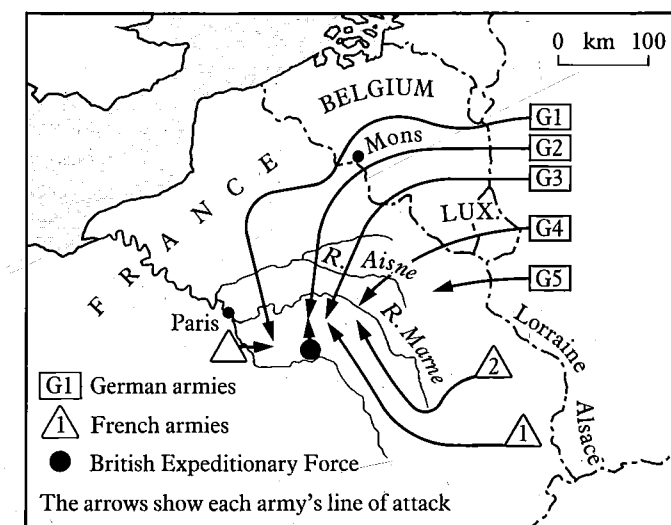 0 km 100
BELGIUM
G1
Mons
G2
G3
FRANCE
LUX.
G4
R. Aisne
G5
Paris
R. Marne
Lorraine
2
G1 German armies
1 French armies
1
Alsace
British Expeditionary Force
The arrows show each army's line of attack